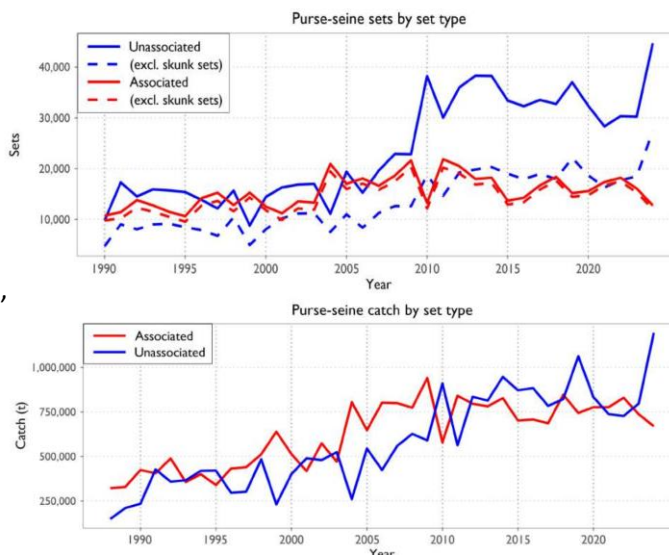 Purse-seine sets by set type
Unassociated
(excl. skunk sets)
Associated
(excl. skunk sets)
40,000
30,000
20,000
10,000
Sets
1990 1995 2000 2005 2010 2015 2020
Year
,
Purse-seine catch by set type
Associated
Unassociated
1,000,000
750,000
500,000
250,000
Catch (t)
1990 1995 2000 2005 2010 2015 2020
Year